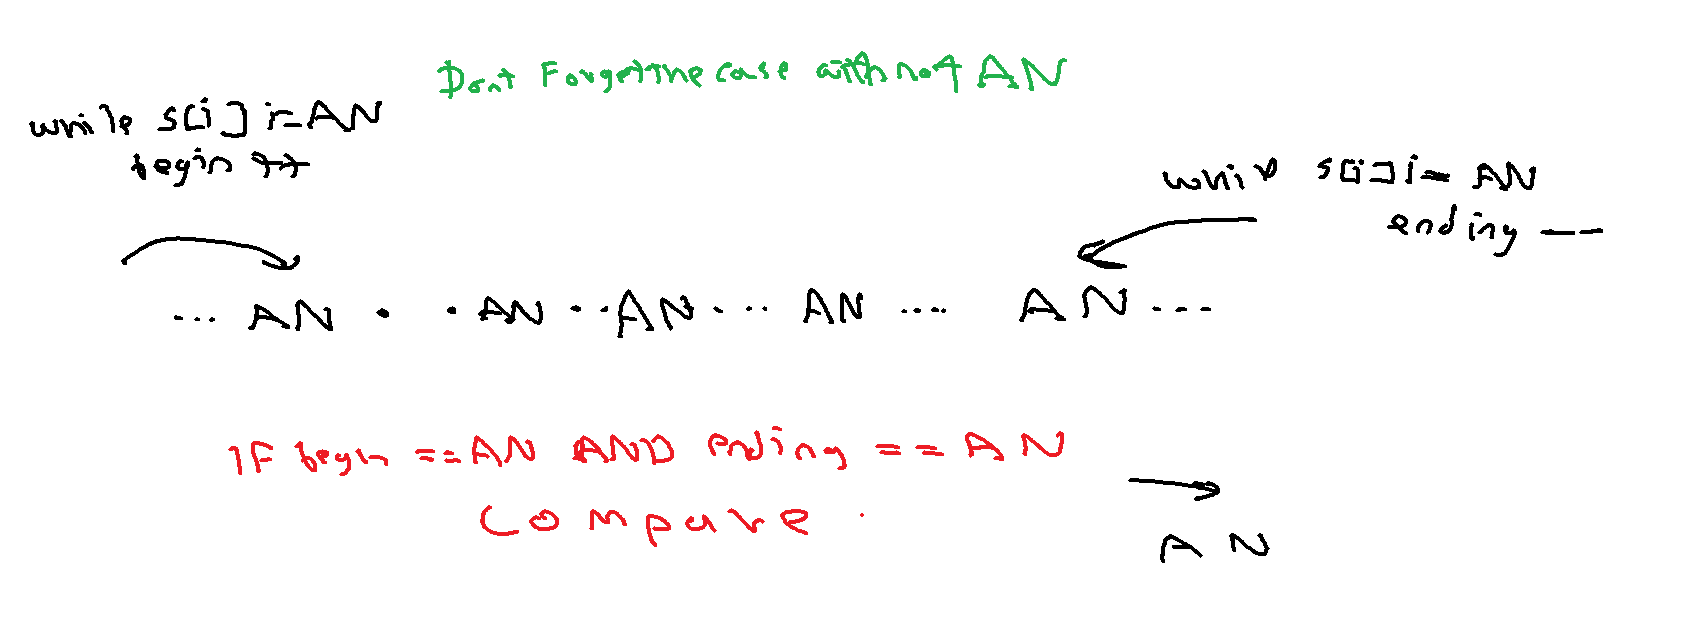 Dont Forget the case with not AN
while s[i] != AN
begin ++
while s[i] != AN
ending --
... AN . . AN .. AN ... AN .... AN ...
IF begin == AN AND ending == AN
compare .
AN